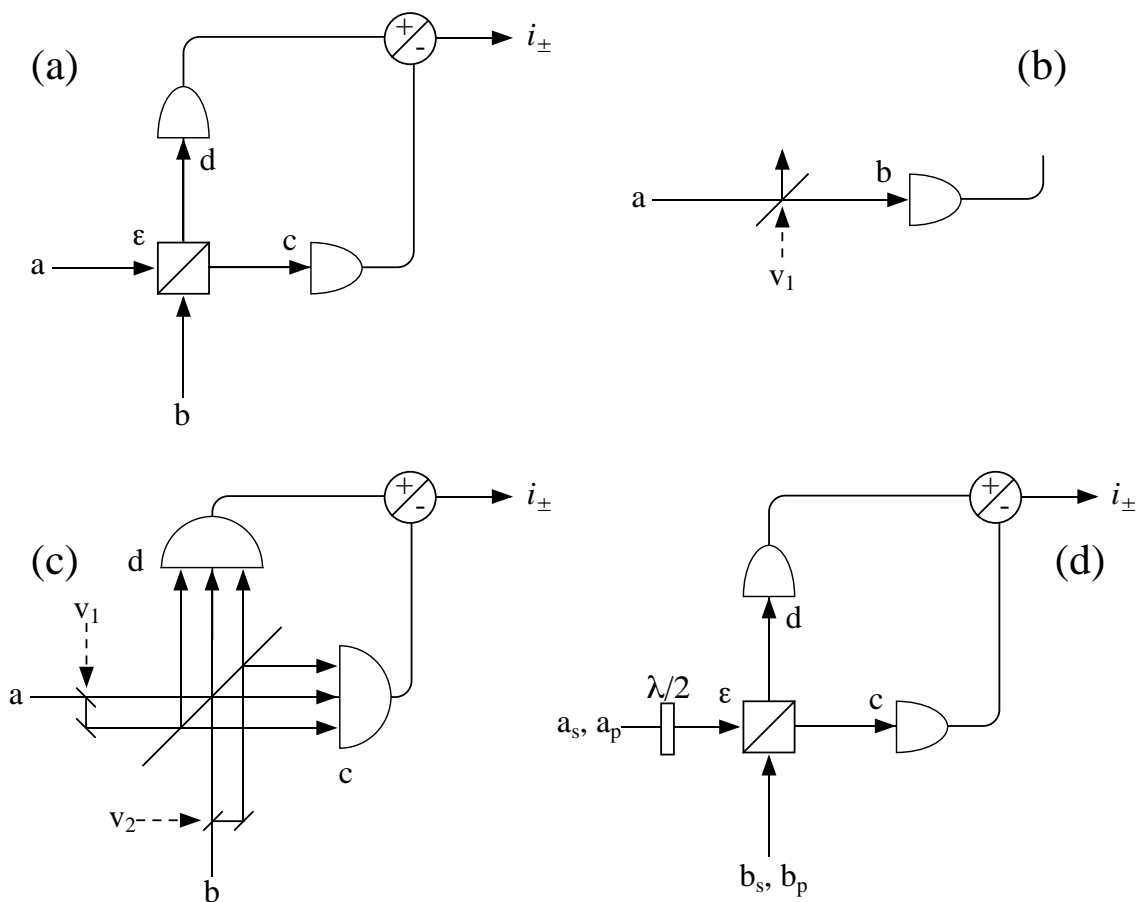 (a)
+
-
i±
d
ε
a
c
b
(b)
a
b
v1
(c)
+
-
i±
d
v1
a
c
v2
b
(d)
+
-
i±
d
λ/2
ε
c
as, ap
bs, bp